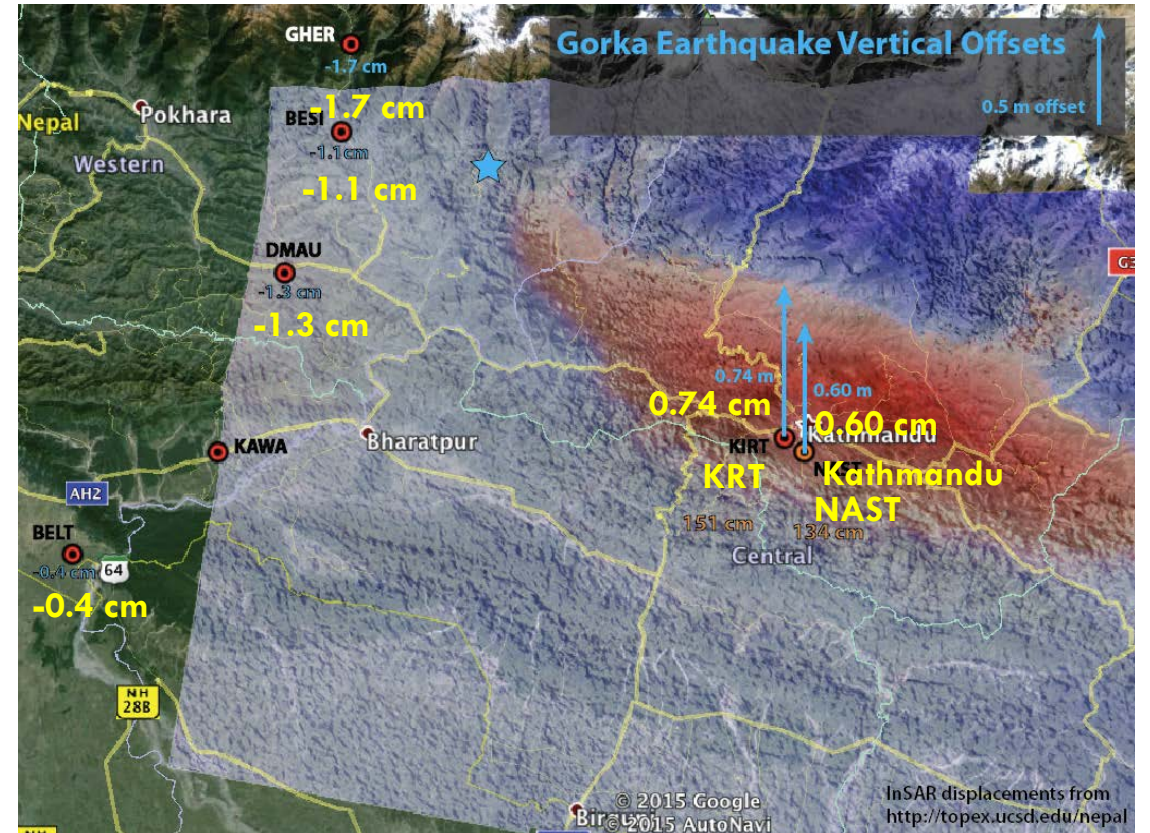 GHER
-1.7 cm
Gorka Earthquake Vertical Offsets
0.5 m offset
-1.7 cm
BESI
-1.1cm
-1.1 cm
Nepal
Pokhara
Western
DMAU
-1.3 cm
-1.3 cm
G3
0.74 m
0.60 m
0.74 cm
0.60 cm
Kathmandu
KIRT
NAST
KRT
Kathmandu
NAST
KAWA
Bharatpur
AH2
151 cm
134 cm
Central
BELT
-0.4 cm
64
-0.4 cm
NH
28B
© 2015 Google
© 2015 AutoNavi
InSAR displacements from
http://topex.ucsd.edu/nepal